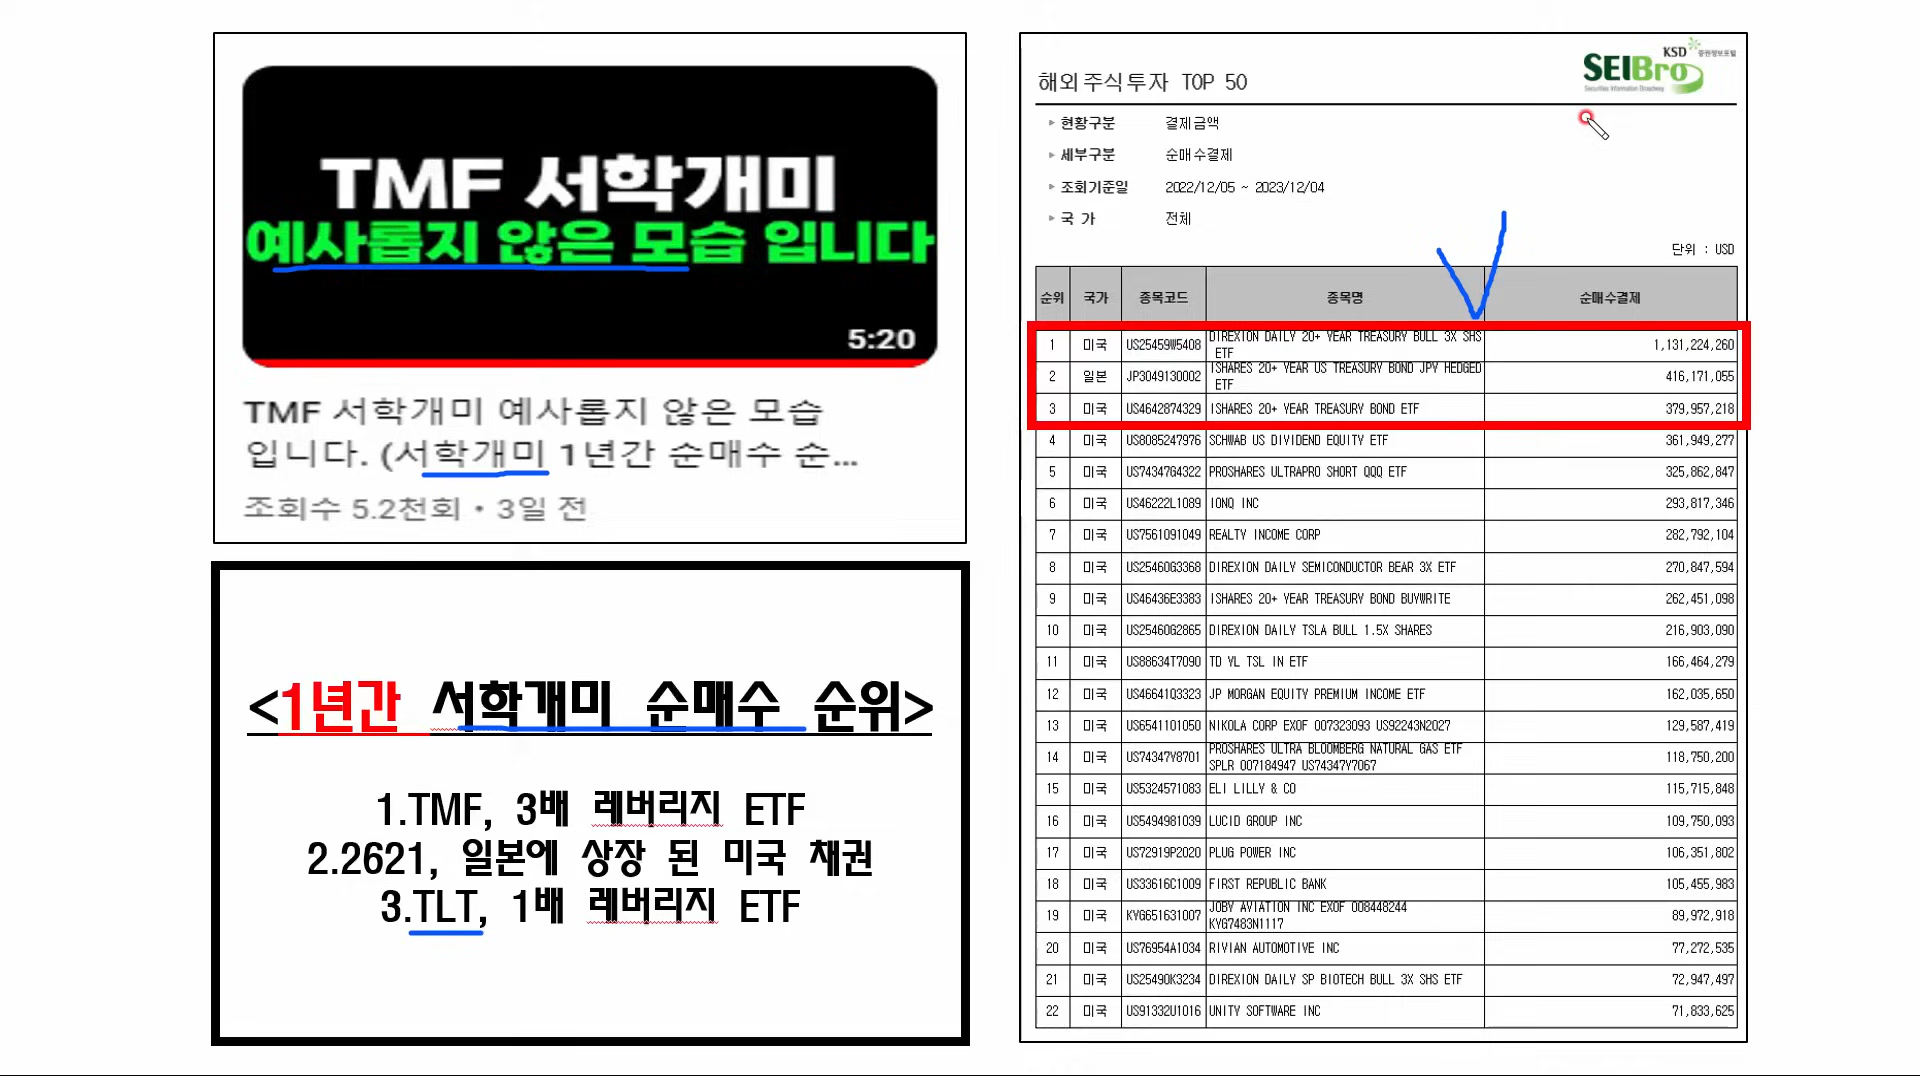 TMF 서학개미
예사롭지 않은 모습 입니다
5:20
TMF 서학개미 예사롭지 않은 모습
입니다. (서학개미 1년간 순매수 순...
조회수 5.2천회 • 3일 전
<1년간 서학개미 순매수 순위>
1.TMF, 3배 레버리지 ETF
2.2621, 일본에 상장 된 미국 채권
3.TLT, 1배 레버리지 ETF
KSD 증권정보포털
SEIBro
Securities Information Broadway
해외주식투자 TOP 50
현황구분 결제금액
세부구분 순매수결제
조회기준일 2022/12/05 ~ 2023/12/04
국 가 전체
단위 : USD
순위 국가 종목코드 종목명 순매수결제
1 미국 US25459W5408 DIREXION DAILY 20+ YEAR TREASURY BULL 3X SHS ETF 1,131,224,260
2 일본 JP3049130002 ISHARES 20+ YEAR US TREASURY BOND JPY HEDGED ETF 416,171,055
3 미국 US4642874329 ISHARES 20+ YEAR TREASURY BOND ETF 379,957,218
4 미국 US8085247976 SCHWAB US DIVIDEND EQUITY ETF 361,949,277
5 미국 US74347G4322 PROSHARES ULTRAPRO SHORT QQQ ETF 325,862,847
6 미국 US46222L1089 IONQ INC 293,817,346
7 미국 US7561091049 REALTY INCOME CORP 282,792,104
8 미국 US25460G3368 DIREXION DAILY SEMICONDUCTOR BEAR 3X ETF 270,847,594
9 미국 US46436E3383 ISHARES 20+ YEAR TREASURY BOND BUYWRITE 262,451,098
10 미국 US25460G2865 DIREXION DAILY TSLA BULL 1.5X SHARES 216,903,090
11 미국 US88634T7090 TD YL TSL IN ETF 166,464,279
12 미국 US46641Q3323 JP MORGAN EQUITY PREMIUM INCOME ETF 162,035,650
13 미국 US6541101050 NIKOLA CORP EXOF 007323093 US92243N2027 129,587,419
14 미국 US74347Y8701 PROSHARES ULTRA BLOOMBERG NATURAL GAS ETF SPLR 007184947 US74347Y7067 118,750,200
15 미국 US5324571083 ELI LILLY & CO 115,715,848
16 미국 US5494981039 LUCID GROUP INC 109,750,093
17 미국 US72919P2020 PLUG POWER INC 106,351,802
18 미국 US33616C1009 FIRST REPUBLIC BANK 105,455,983
19 미국 KYG651631007 JOBY AVIATION INC EXOF 008448244 KYG7483N1117 89,972,918
20 미국 US76954A1034 RIVIAN AUTOMOTIVE INC 77,272,535
21 미국 US25490K3234 DIREXION DAILY SP BIOTECH BULL 3X SHS ETF 72,947,497
22 미국 US91332U1016 UNITY SOFTWARE INC 71,833,625